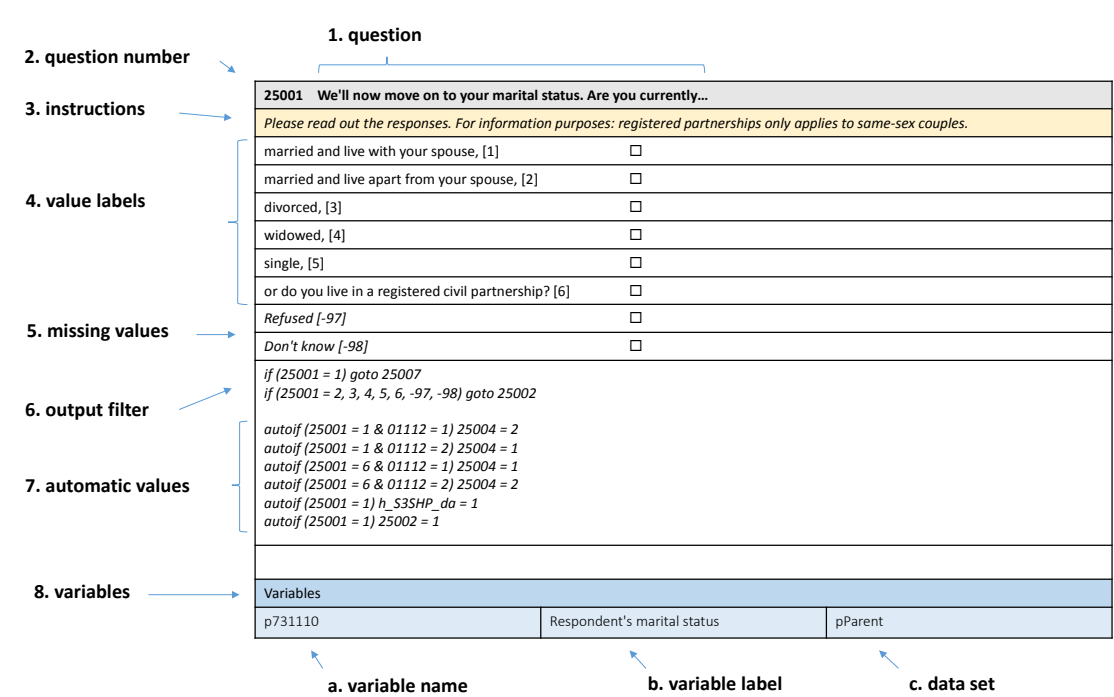 1. question
2. question number
25001 We'll now move on to your marital status. Are you currently…
3. instructions
Please read out the responses. For information purposes: registered partnerships only applies to same-sex couples.
married and live with your spouse, [1]
married and live apart from your spouse, [2]
4. value labels
divorced, [3]
widowed, [4]
single, [5]
or do you live in a registered civil partnership? [6]
5. missing values
Refused [-97]
Don't know [-98]
6. output filter
if (25001 = 1) goto 25007
if (25001 = 2, 3, 4, 5, 6, -97, -98) goto 25002
7. automatic values
autoif (25001 = 1 & 01112 = 1) 25004 = 2
autoif (25001 = 1 & 01112 = 2) 25004 = 1
autoif (25001 = 6 & 01112 = 1) 25004 = 1
autoif (25001 = 6 & 01112 = 2) 25004 = 2
autoif (25001 = 1) h_S3SHP_da = 1
autoif (25001 = 1) 25002 = 1
8. variables
Variables
p731110 Respondent's marital status pParent
a. variable name b. variable label c. data set